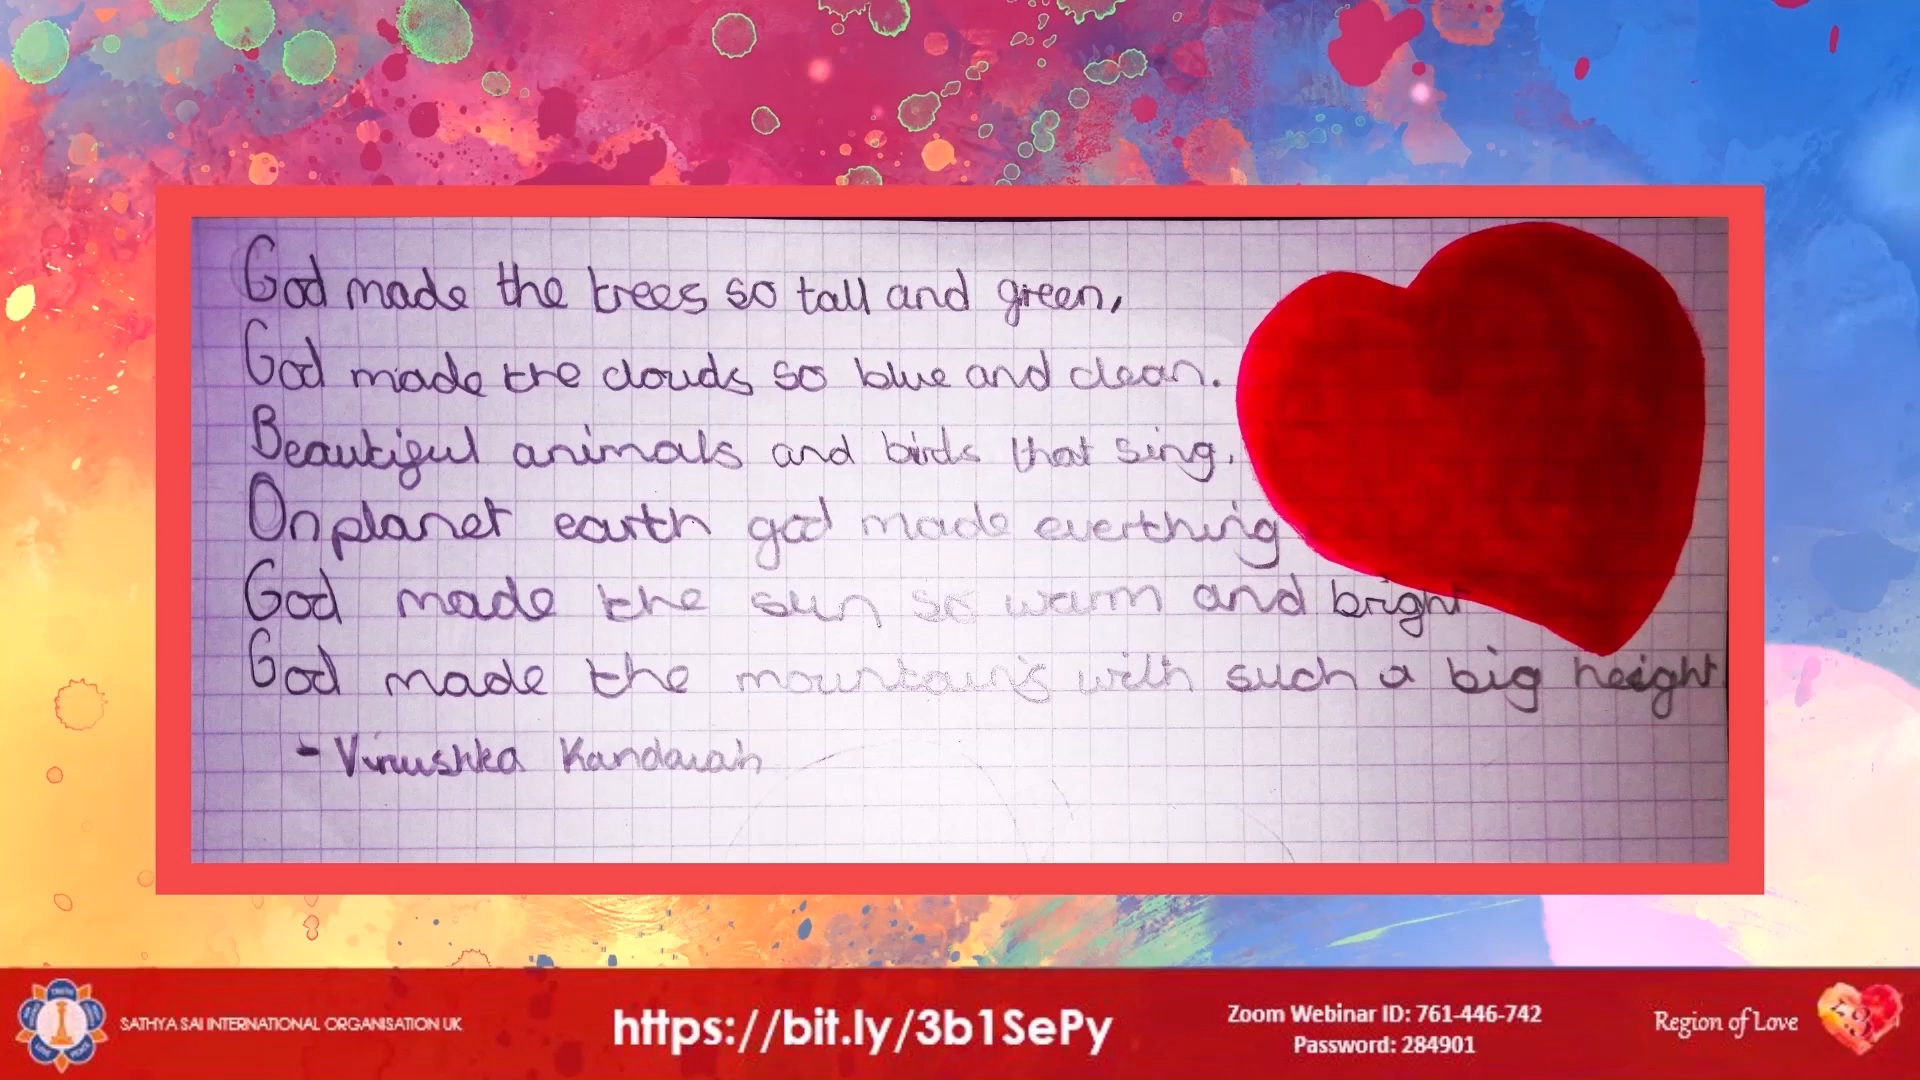 God made the trees so tall and green,
God made the clouds so blue and clean.
Beautiful animals and birds that sing.
On planet earth god made everthing
God made the sun so warm and bright
God made the mountains with such a big height
- Virushka Kandaiah
SATHYA SAI INTERNATIONAL ORGANISATION UK
https://bit.ly/3b1SePy
Zoom Webinar ID: 761-446-742
Password: 284901
Region of Love